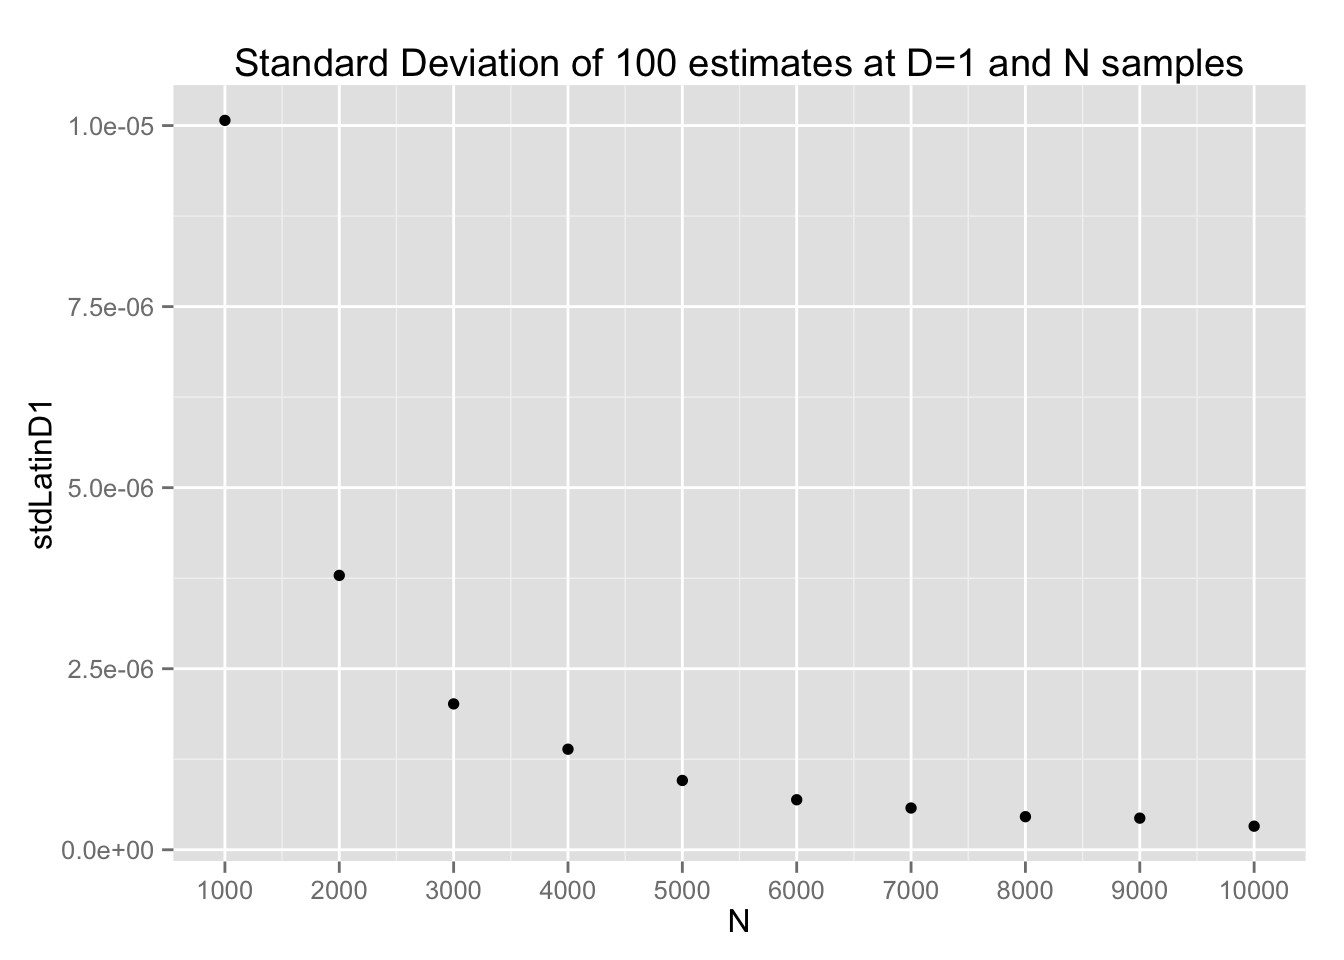 Standard Deviation of 100 estimates at D=1 and N samples
stdLatinD1
1.0e-05
7.5e-06
5.0e-06
2.5e-06
0.0e+00
1000 2000 3000 4000 5000 6000 7000 8000 9000 10000
N